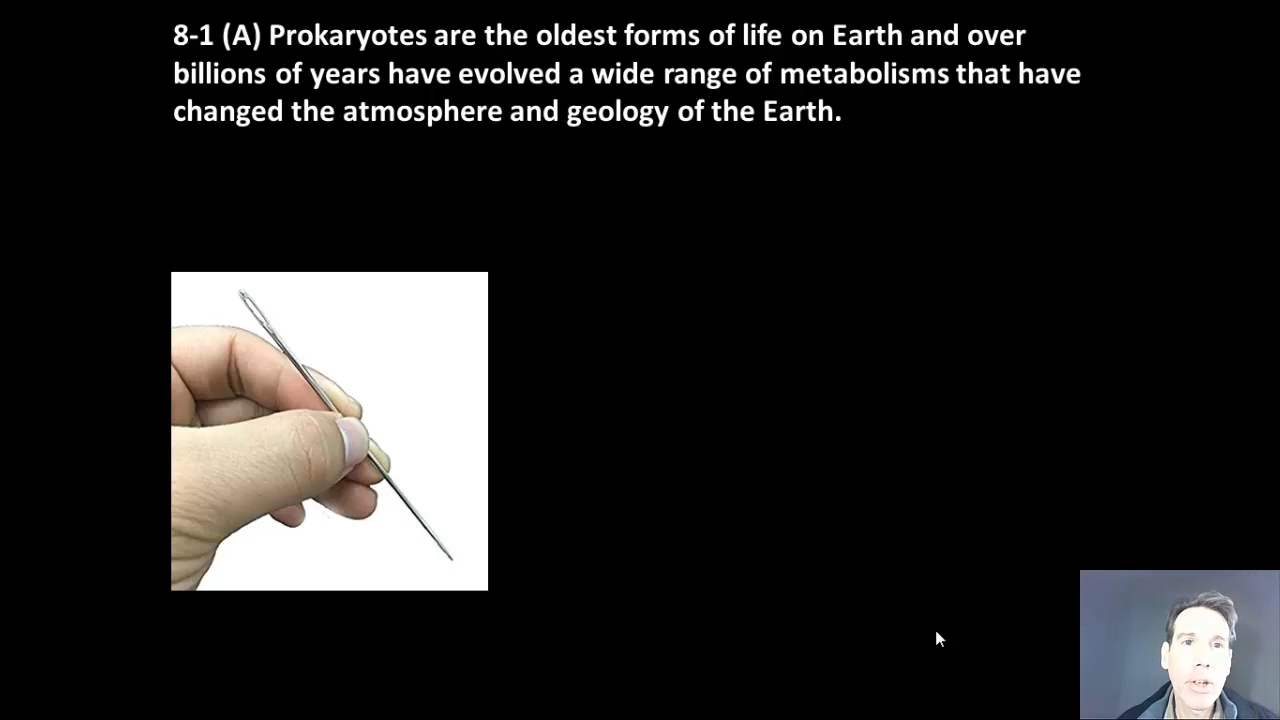 8-1 (A) Prokaryotes are the oldest forms of life on Earth and over
billions of years have evolved a wide range of metabolisms that have
changed the atmosphere and geology of the Earth.